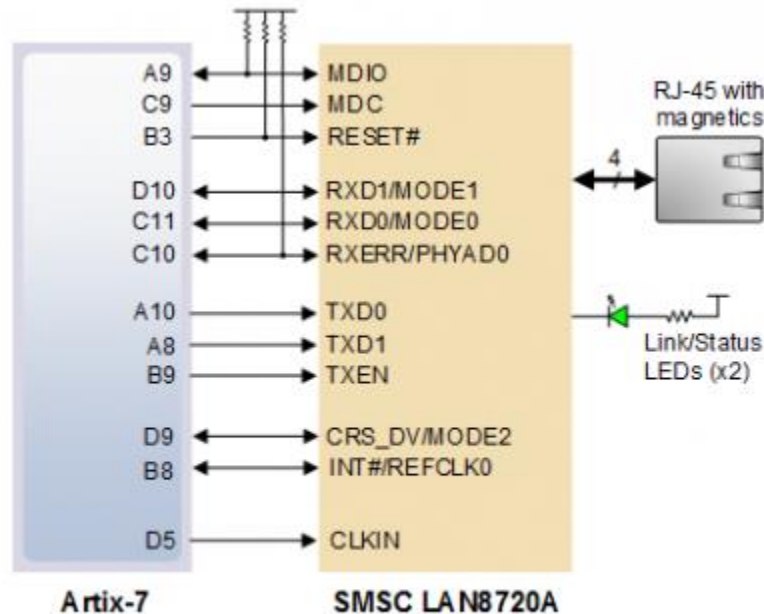 A9 MDIO
C9 MDC
B3 RESET#
D10 RXD1/MODE1
C11 RXD0/MODE0
C10 RXERR/PHYAD0
A10 TXD0
A8 TXD1
B9 TXEN
D9 CRS_DV/MODE2
B8 INT#/REFCLK0
D5 CLKIN
RJ-45 with
magnetics
4
Link/Status
LEDs (x2)
Artix-7 SMSC LAN8720A